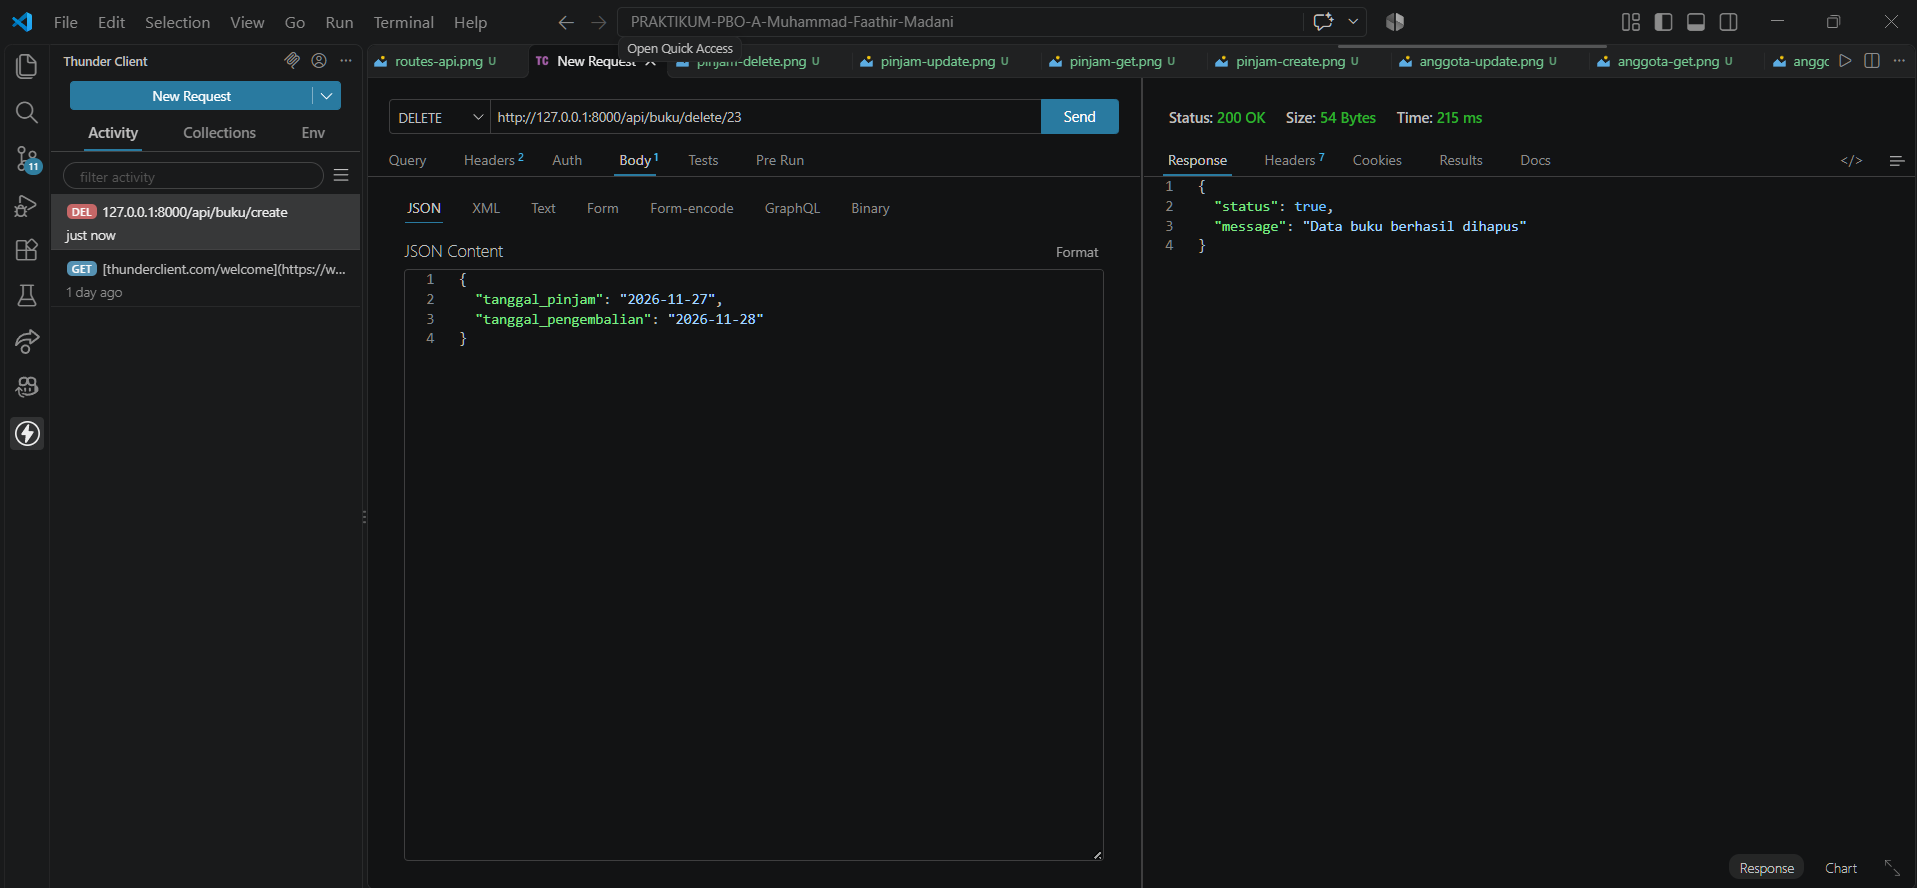 File Edit Selection View Go Run Terminal Help
PRAKTIKUM-PBO-A-Muhammad-Faathir-Madani
Open Quick Access
Thunder Client
routes-api.png U
TC New Request
pinjam-delete.png U
pinjam-update.png U
pinjam-get.png U
pinjam-create.png U
anggota-update.png U
anggota-get.png U
anggo
New Request
Activity Collections Env
filter activity
11
DEL 127.0.0.1:8000/api/buku/create
just now
GET [thunderclient.com/welcome](https://w...
1 day ago
DELETE http://127.0.0.1:8000/api/buku/delete/23 Send
Query Headers 2 Auth Body 1 Tests Pre Run
JSON XML Text Form Form-encode GraphQL Binary
JSON Content Format
1 {
2 "tanggal_pinjam": "2026-11-27",
3 "tanggal_pengembalian": "2026-11-28"
4 }
Status: 200 OK Size: 54 Bytes Time: 215 ms
Response Headers 7 Cookies Results Docs
1 {
2 "status": true,
3 "message": "Data buku berhasil dihapus"
4 }
Response Chart